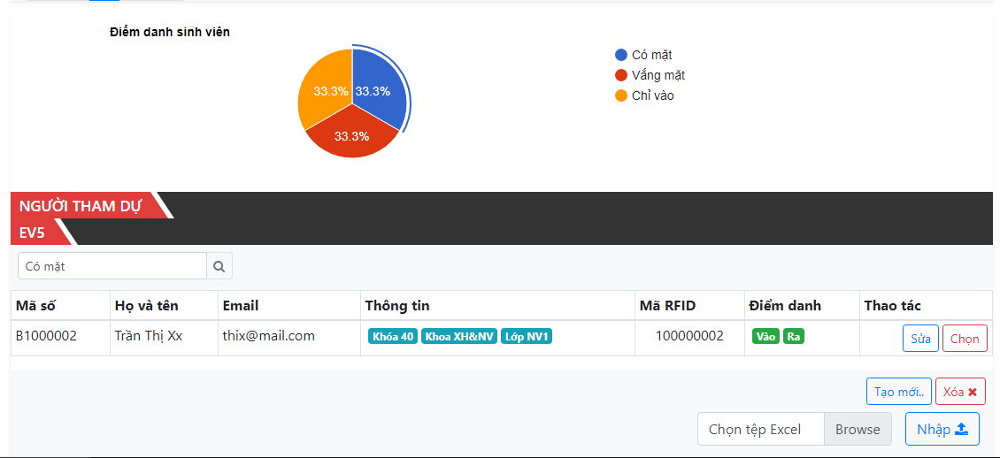 Điểm danh sinh viên
33.3% 33.3%
33.3%
Có mặt
Vắng mặt
Chỉ vào
NGƯỜI THAM DỰ
EV5
Có mặt
Mã số Họ và tên Email Thông tin Mã RFID Điểm danh Thao tác
B1000002 Trần Thị Xx thix@mail.com Khóa 40 Khoa XH&NV Lớp NV1 100000002 Vào Ra Sửa Chọn
Tạo mới.. Xóa
Chọn tệp Excel Browse Nhập